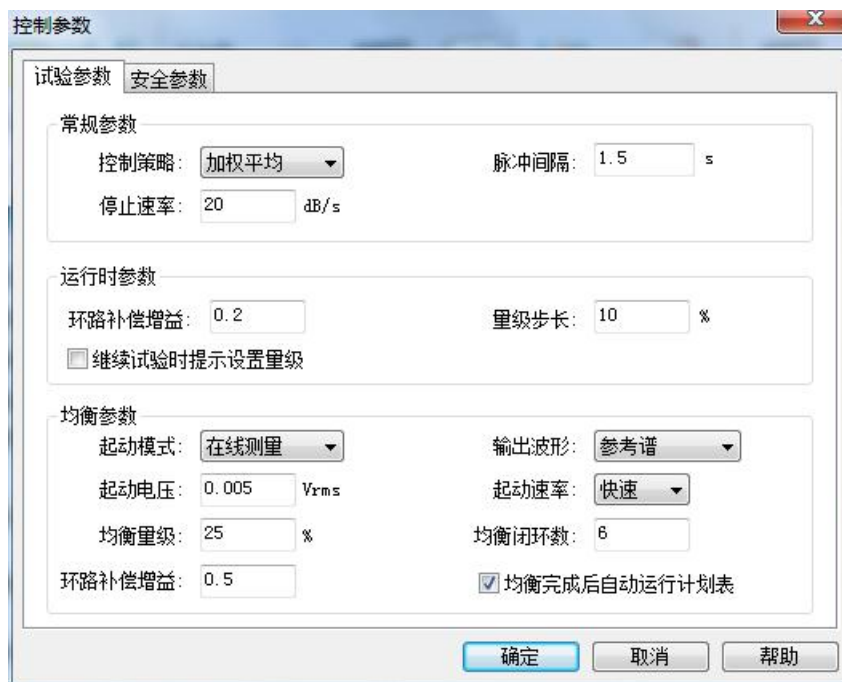 控制参数
试验参数 安全参数
常规参数
控制策略: 加权平均 脉冲间隔: 1.5 s
停止速率: 20 dB/s
运行时参数
环路补偿增益: 0.2 量级步长: 10 %
继续试验时提示设置量级
均衡参数
起动模式: 在线测量 输出波形: 参考谱
起动电压: 0.005 Vrms 起动速率: 快速
均衡量级: 25 % 均衡闭环数: 6
环路补偿增益: 0.5 均衡完成后自动运行计划表
确定 取消 帮助